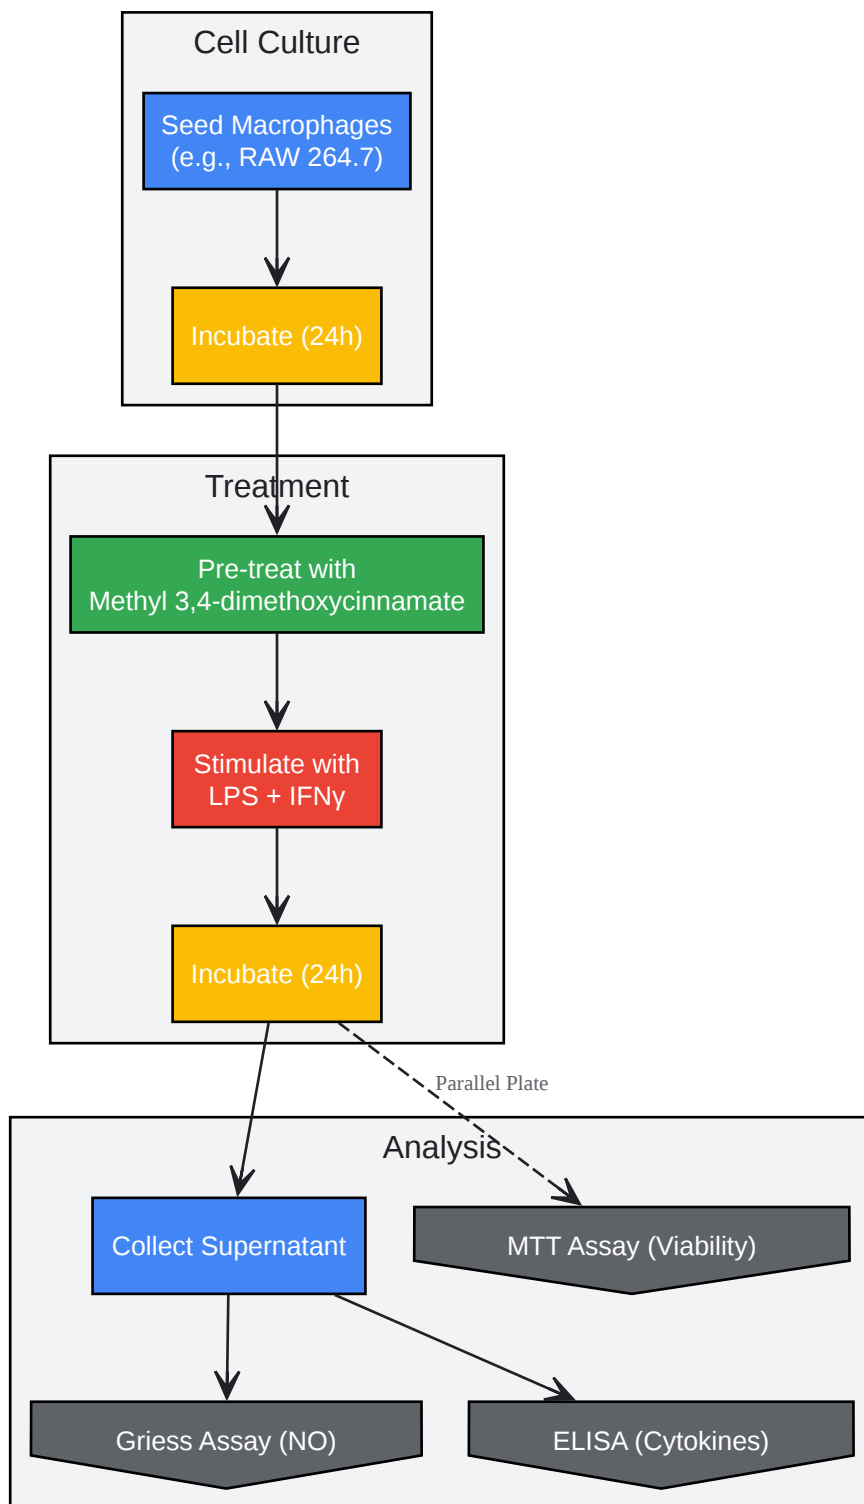 Cell Culture
Seed Macrophages
(e.g., RAW 264.7)
Incubate (24h)
Treatment
Pre-treat with
Methyl 3,4-dimethoxycinnamate
Stimulate with
LPS + IFNγ
Incubate (24h)
Parallel Plate
Analysis
Collect Supernatant
MTT Assay (Viability)
Griess Assay (NO)
ELISA (Cytokines)